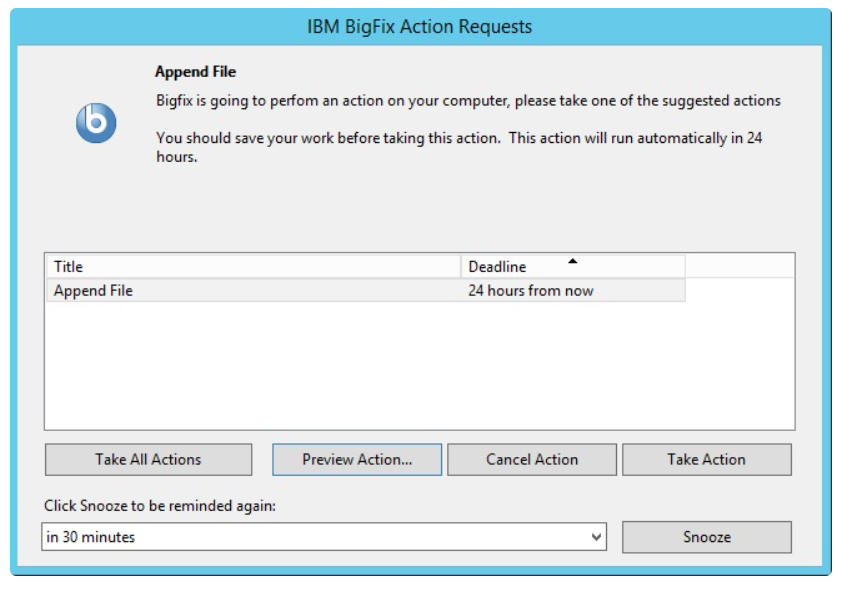 IBM BigFix Action Requests
Append File
Bigfix is going to perfom an action on your computer, please take one of the suggested actions
You should save your work before taking this action. This action will run automatically in 24
hours.
Title Deadline
Append File 24 hours from now
Take All Actions Preview Action... Cancel Action Take Action
Click Snooze to be reminded again:
in 30 minutes Snooze